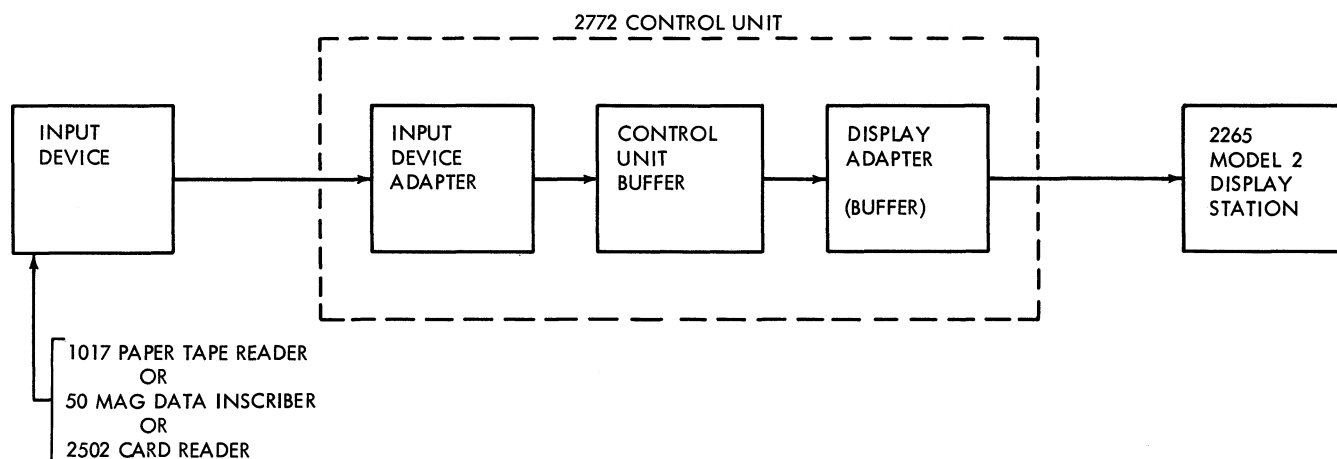 2772 CONTROL UNIT
INPUT
DEVICE
INPUT
DEVICE
ADAPTER
CONTROL
UNIT
BUFFER
DISPLAY
ADAPTER
(BUFFER)
2265
MODEL 2
DISPLAY
STATION
1017 PAPER TAPE READER
OR
50 MAG DATA INSCRIBER
OR
2502 CARD READER